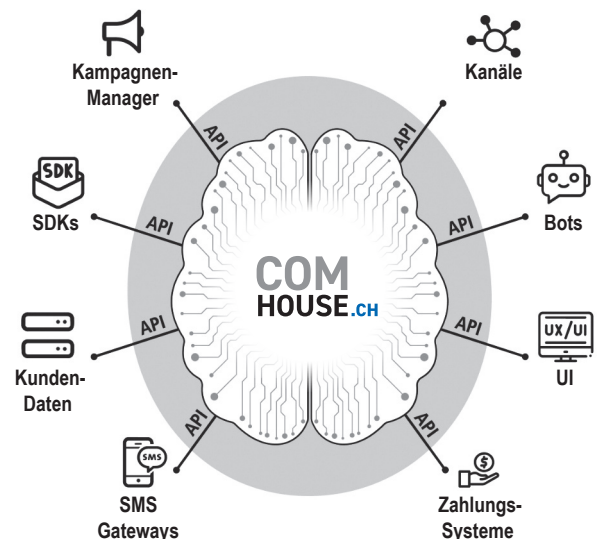 Kampagnen-
Manager
Kanäle
API
API
SDK
SDKs
API
API
Bots
COM
HOUSE.CH
API
API
Kunden-
Daten
UX/UI
UI
API
API
SMS
SMS
Gateways
$
Zahlungs-
Systeme